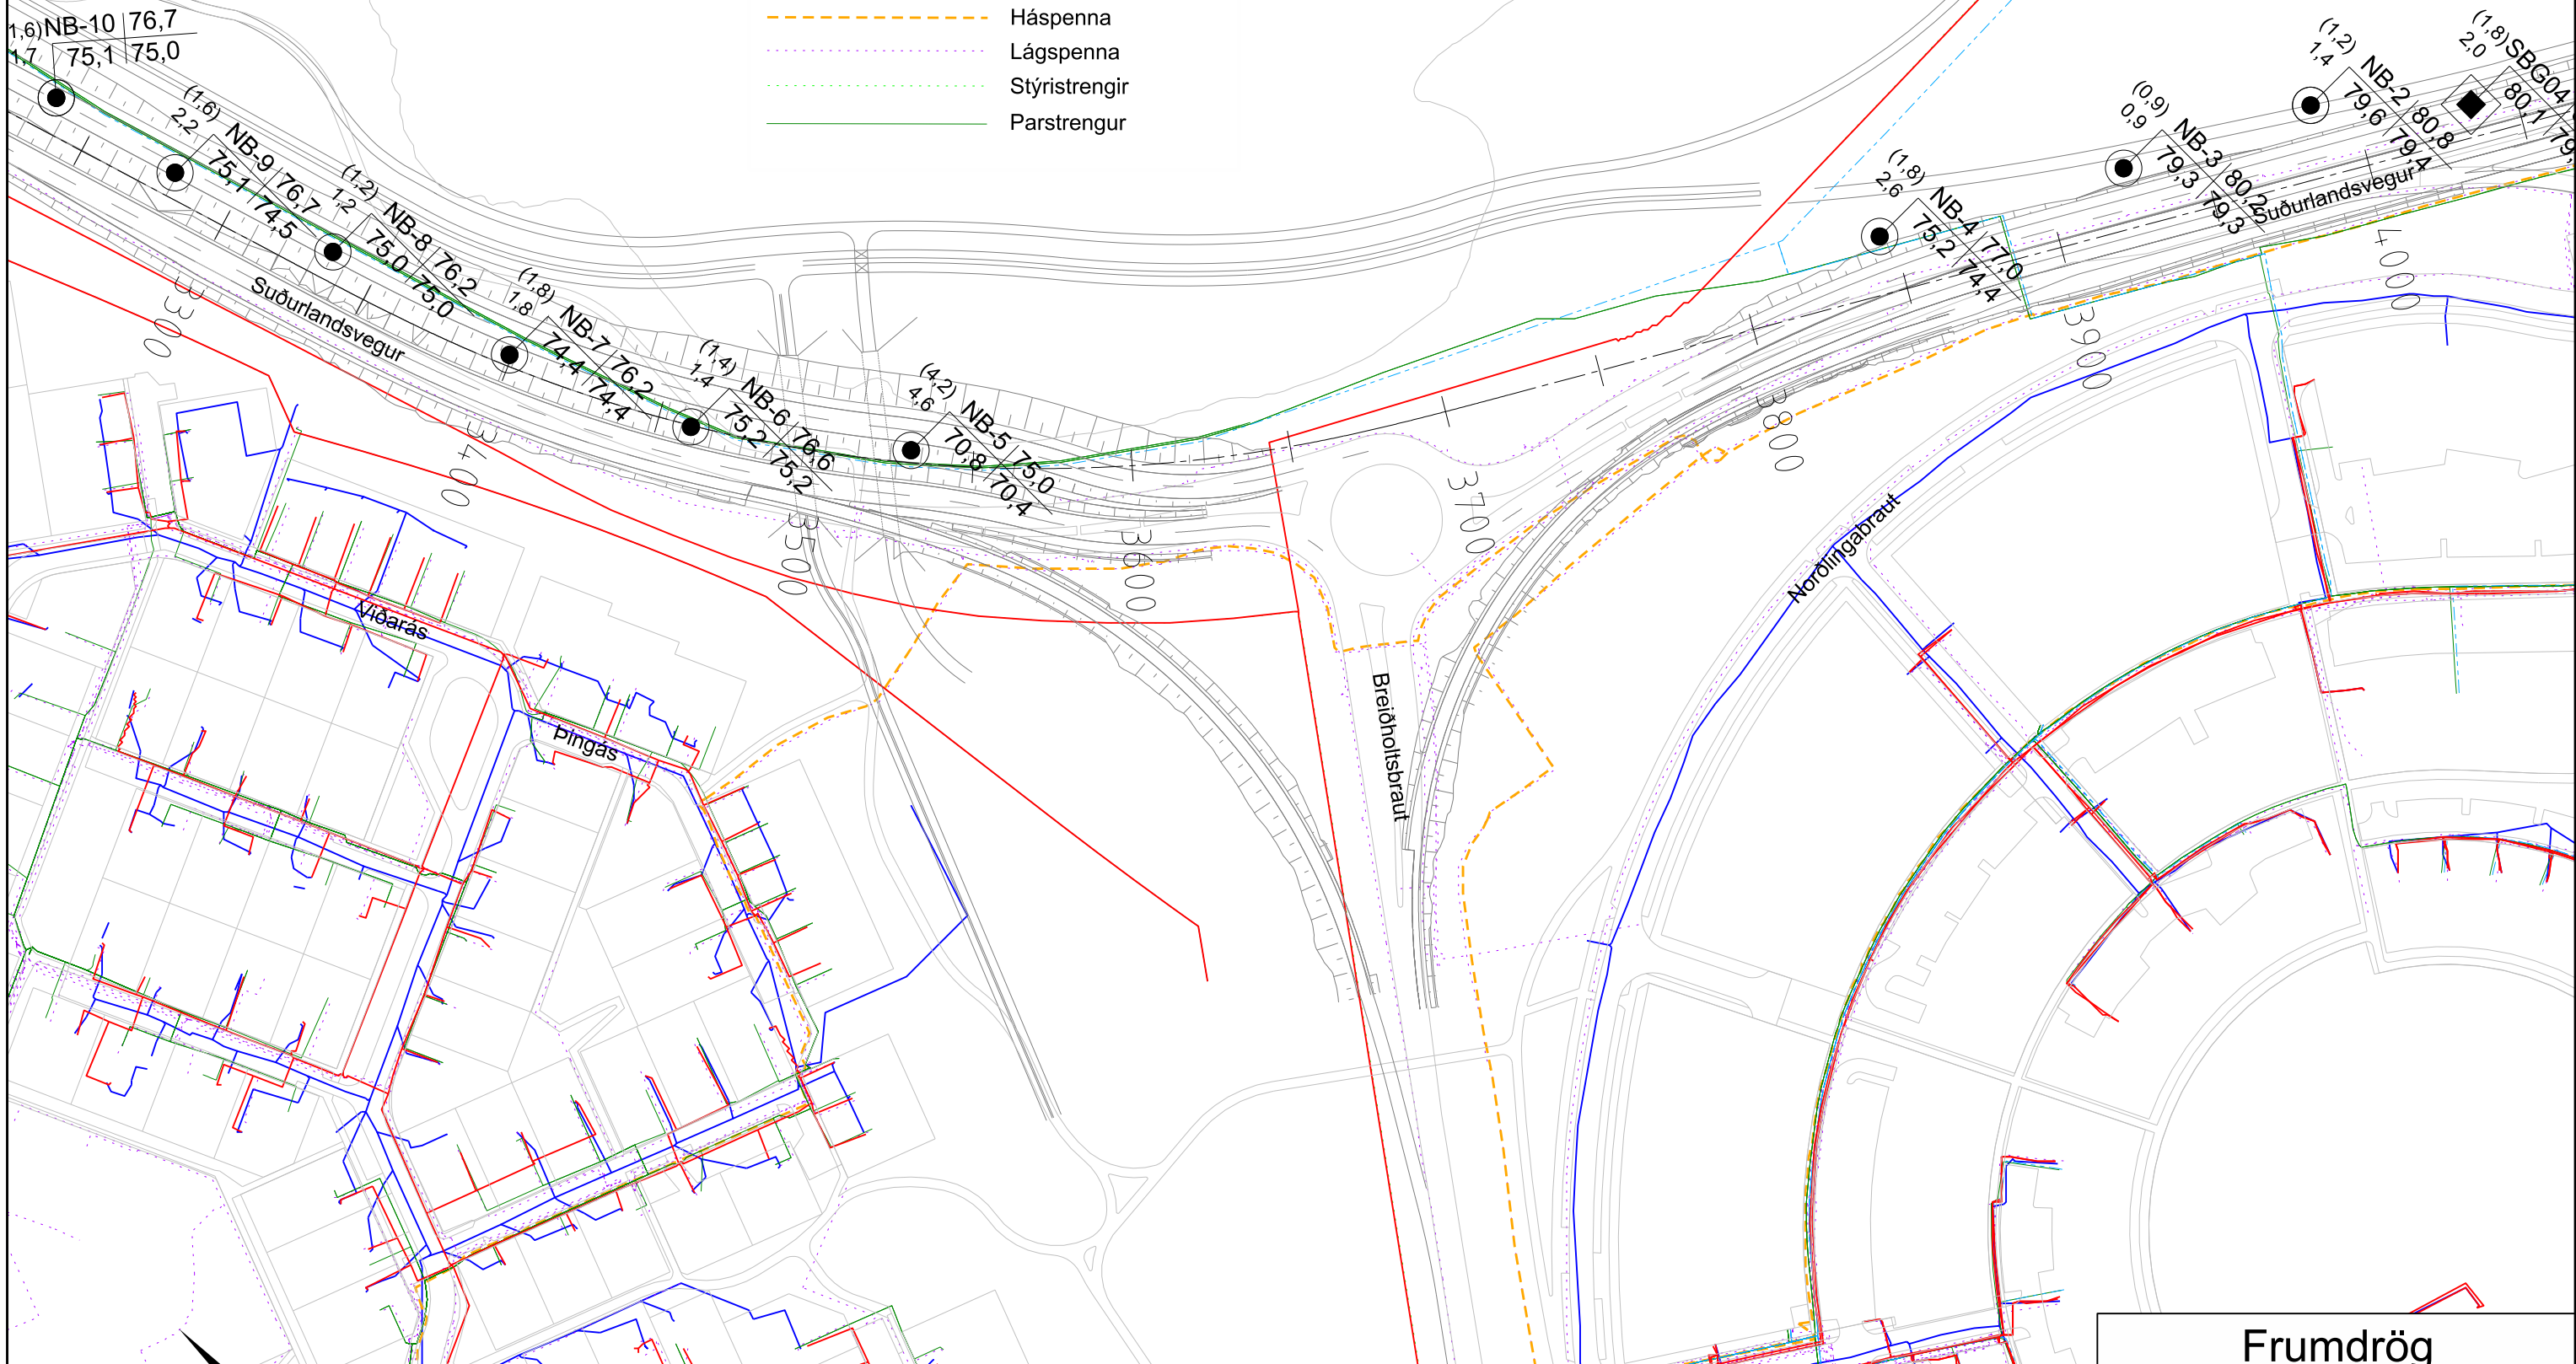 1,6) NB-10 76,7
1,7 75,1 75,0
Háspenna
Lágspenna
Stýristrengir
Parstrengur
(1,6) NB-9 76,7
2,2 75,1 74,5
(1,2) NB-8 76,2
1,2 75,0 75,0
(1,8) NB-7 76,2
1,8 74,4 74,4
(1,4) NB-6 76,6
1,4 75,2 75,2
(4,2) NB-5 75,0
4,6 70,8 70,4
(1,8) NB-4 77,0
2,6 75,2 74,4
(0,9) NB-3 80,2
0,9 79,3 79,3
(1,2) NB-2 80,8
1,4 79,6 79,4
(1,8) SBG04
2,0 80,1 79,
Suðurlandsvegur
Suðurlandsvegur
3300
3400
3500
3600
3700
3800
3900
4000
Viðarás
Þingás
Breiðholtsbraut
Norðlingabraut
Frumdrög